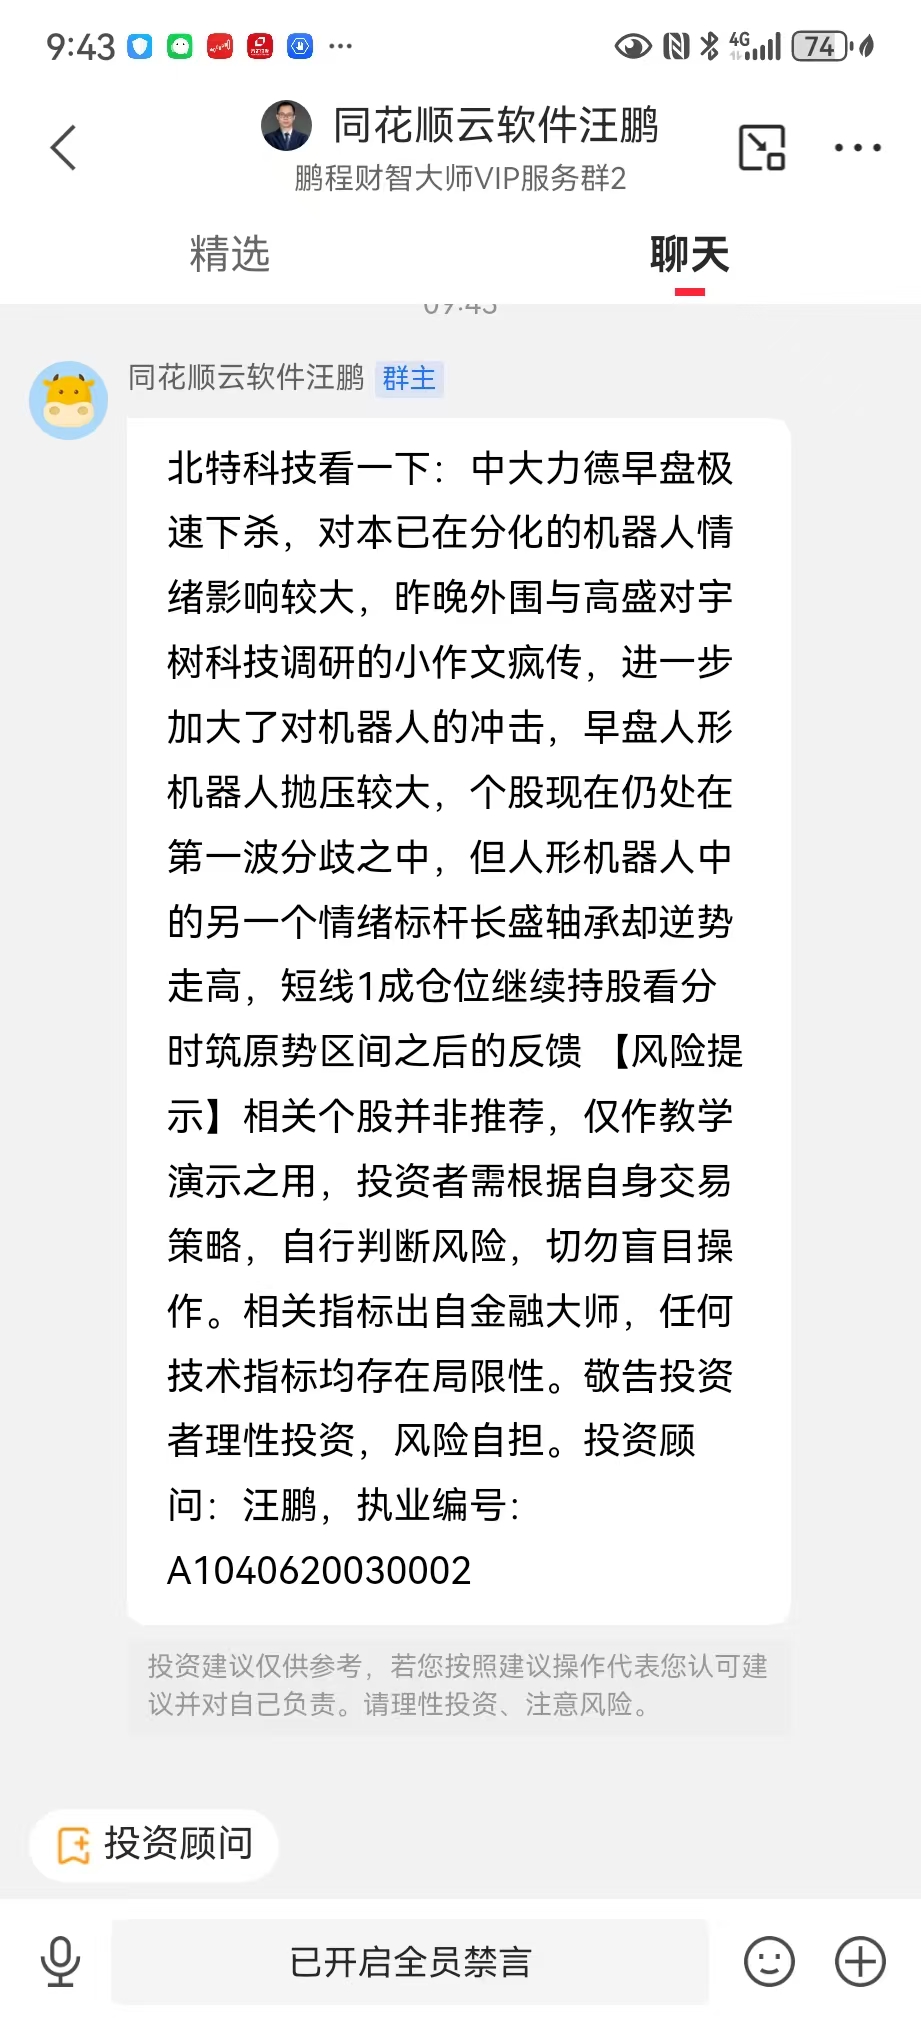 9:43
4G
74
同花顺云软件汪鹏
鹏程财智大师VIP服务群2
精选
聊天
同花顺云软件汪鹏 群主
北特科技看一下：中大力德早盘极
速下杀，对本已在分化的机器人情
绪影响较大，昨晚外围与高盛对宇
树科技调研的小作文疯传，进一步
加大了对机器人的冲击，早盘人形
机器人抛压较大，个股现在仍处在
第一波分歧之中，但人形机器人中
的另一个情绪标杆长盛轴承却逆势
走高，短线1成仓位继续持股看分
时筑原势区间之后的反馈 【风险提
示】相关个股并非推荐，仅作教学
演示之用，投资者需根据自身交易
策略，自行判断风险，切勿盲目操
作。相关指标出自金融大师，任何
技术指标均存在局限性。敬告投资
者理性投资，风险自担。投资顾
问：汪鹏，执业编号：
A1040620030002
投资建议仅供参考，若您按照建议操作代表您认可建
议并对自己负责。请理性投资、注意风险。
投资顾问
已开启全员禁言